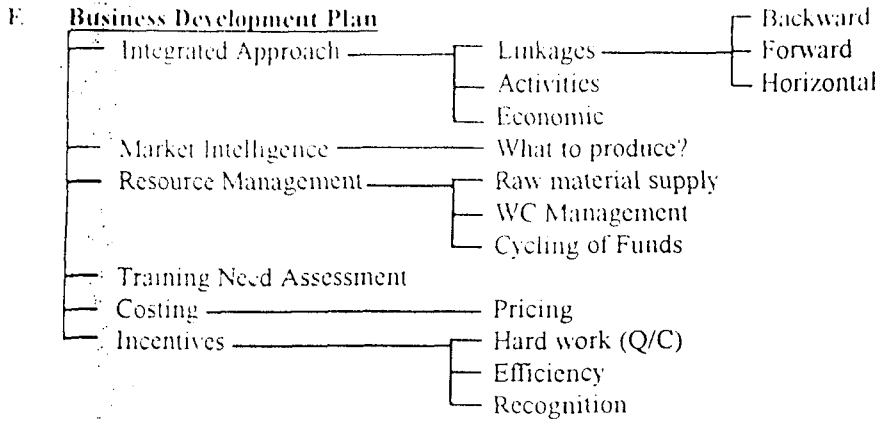 F. Business Development Plan
Backward
Integrated Approach Linkages Forward
Activities Horizontal
Economic
Market Intelligence What to produce?
Resource Management Raw material supply
WC Management
Cycling of Funds
Training Need Assessment
Costing Pricing
Incentives Hard work (Q/C)
Efficiency
Recognition